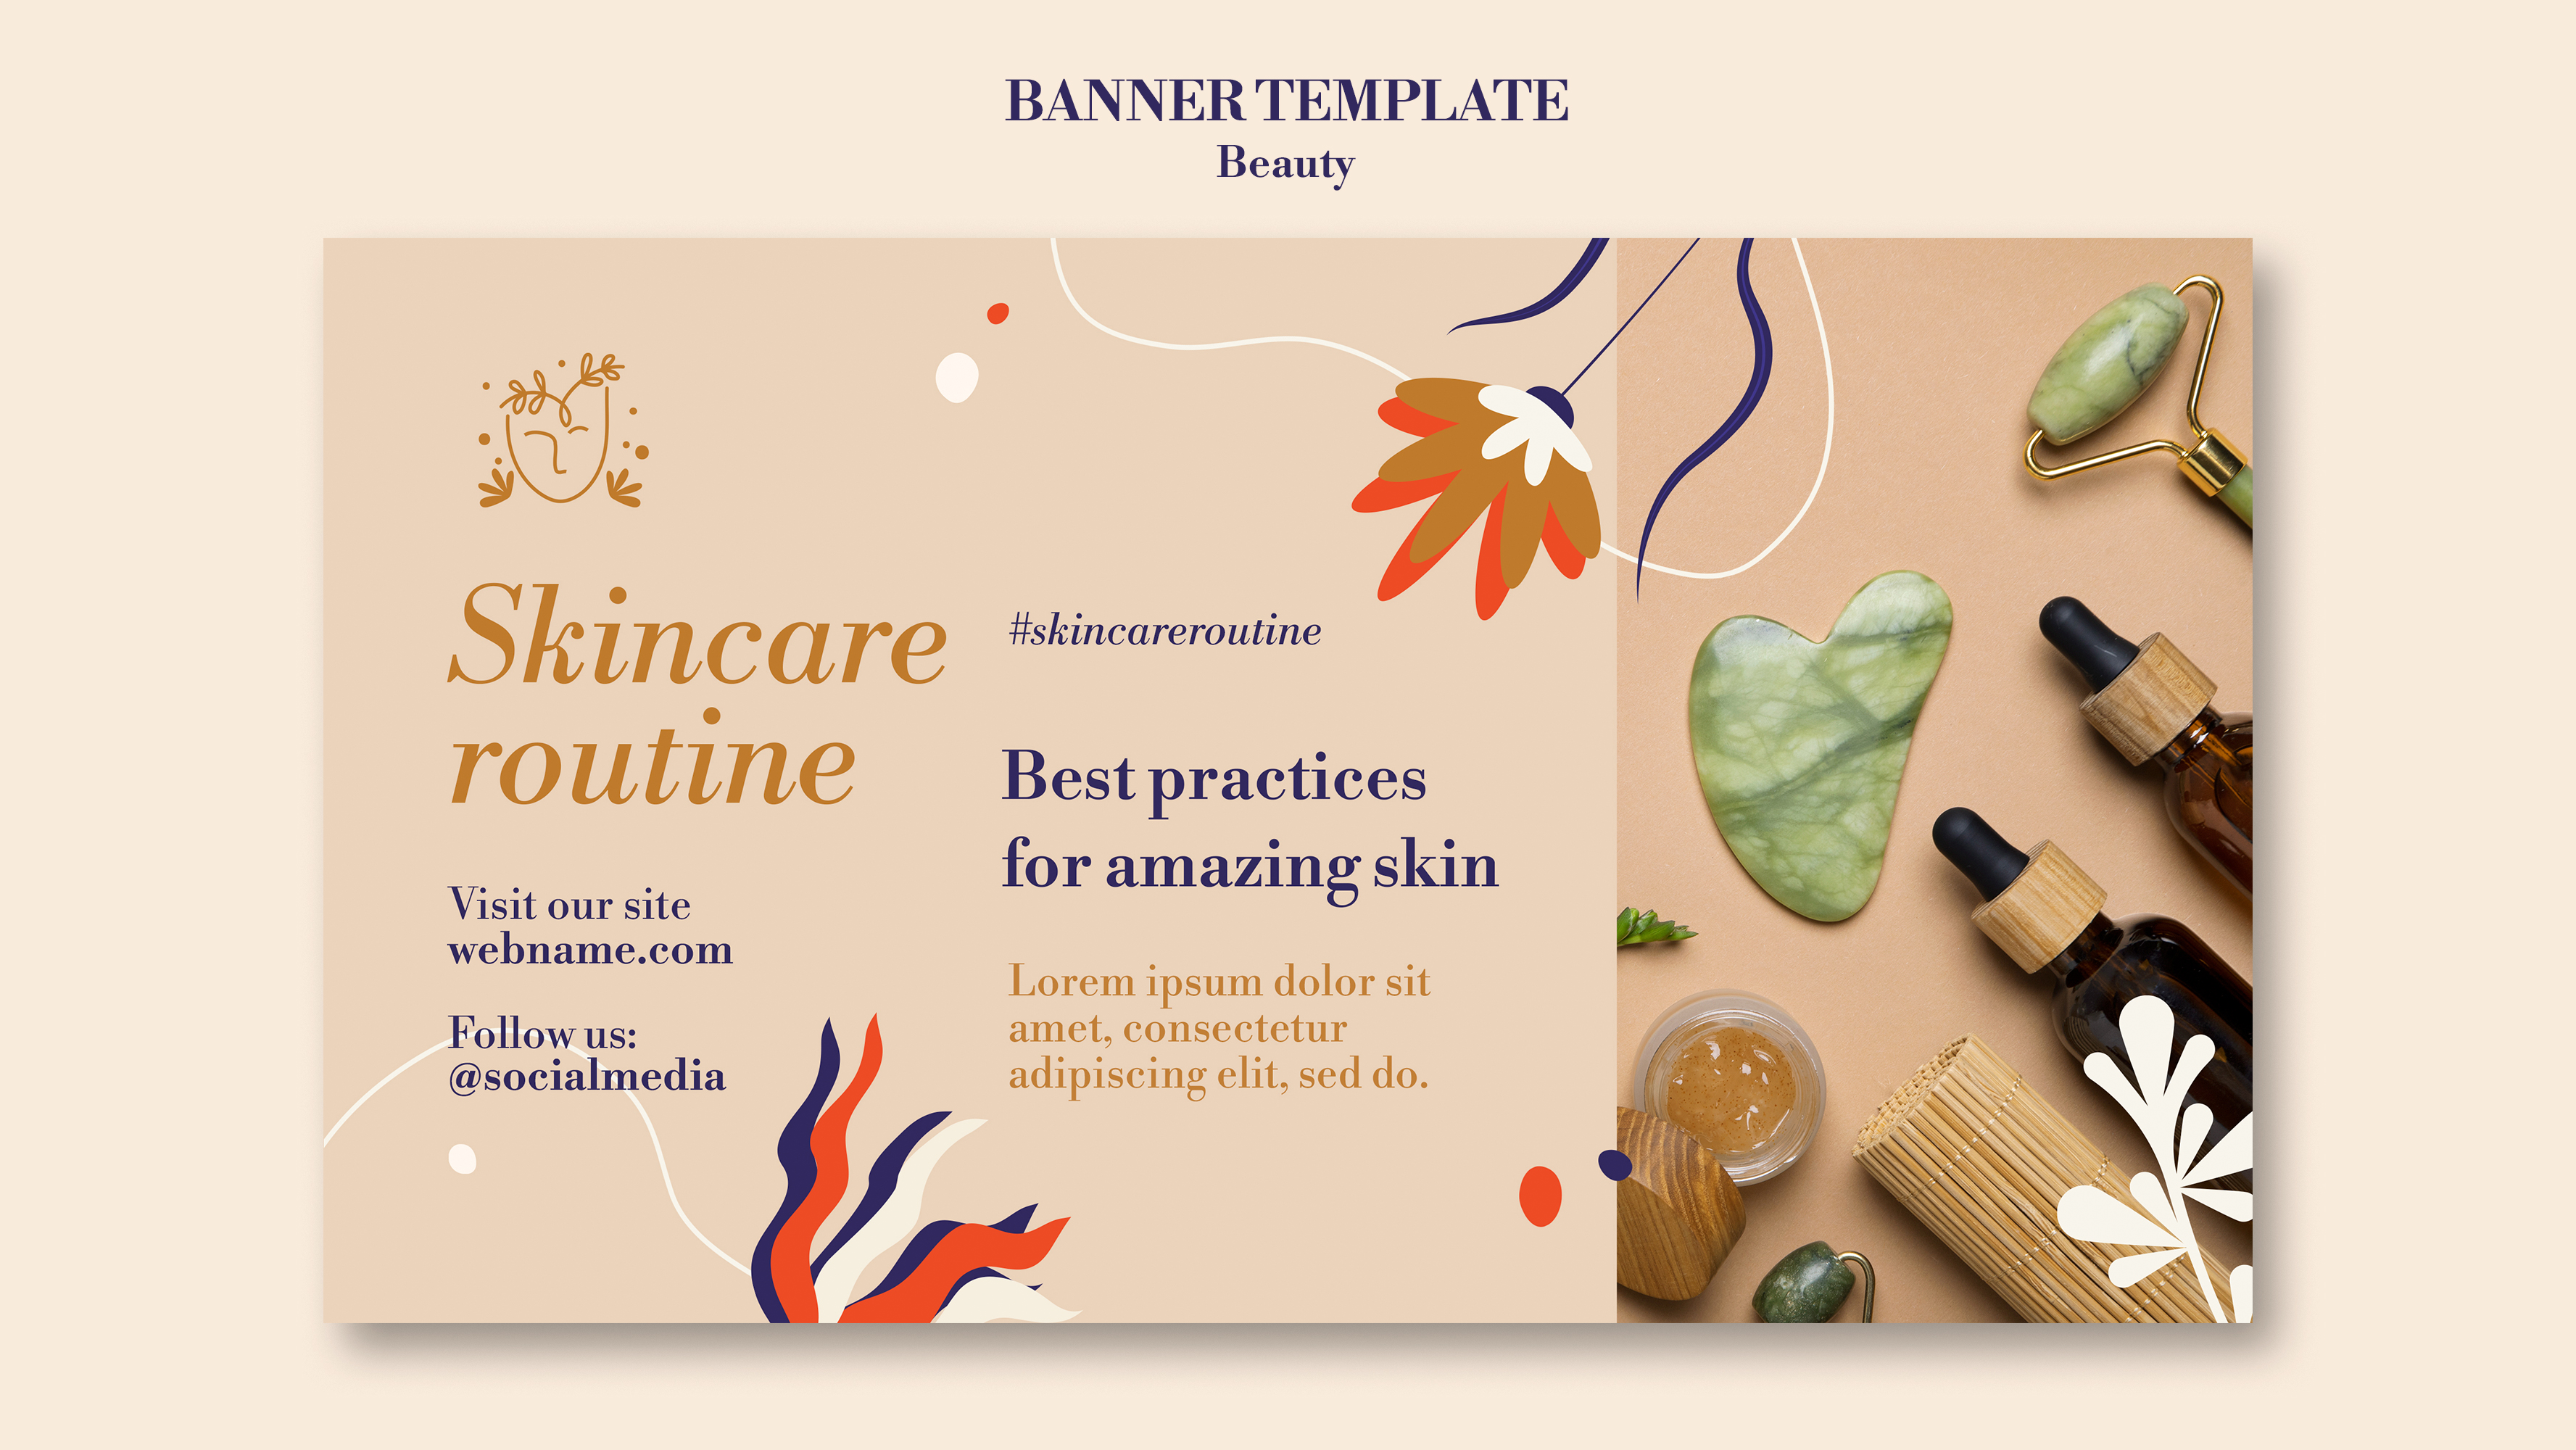 BANNER TEMPLATE
Beauty
Skincare
routine
Visit our site
webname.com
Follow us:
@socialmedia
#skincareroutine
Best practices
for amazing skin
Lorem ipsum dolor sit
amet, consectetur
adipiscing elit, sed do.